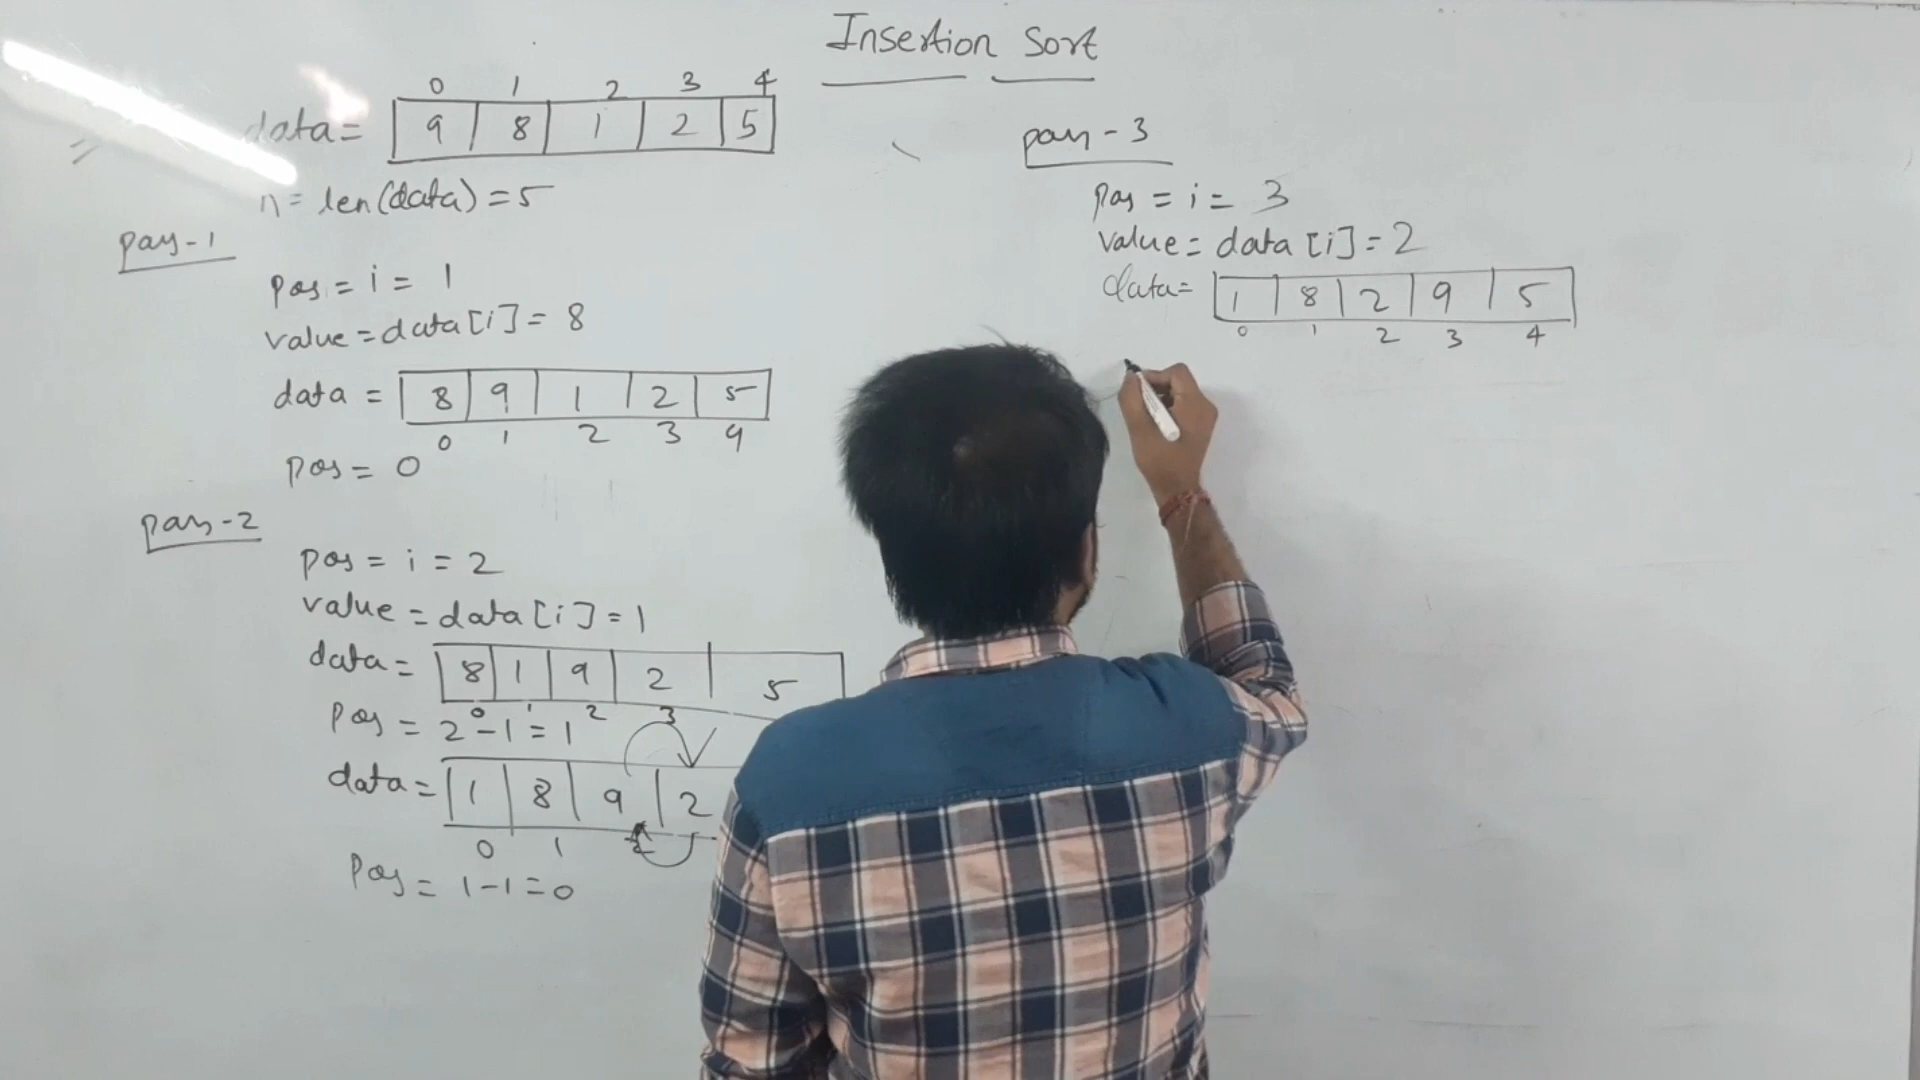 Insertion Sort
0 1 2 3 4
data = 9 8 1 2 5
n = len(data) = 5
pass-1
pos = i = 1
value = data[i] = 8
data = 8 9 1 2 5
0 1 2 3 4
pos = 0
pass-2
pos = i = 2
value = data[i] = 1
data = 8 1 9 2 5
0 1 2 3
pos = 2-1 = 1
data = 1 8 9 2
0 1 2
pos = 1-1 = 0
pass-3
pos = i = 3
value = data[i] = 2
data = 1 8 2 9 5
0 1 2 3 4